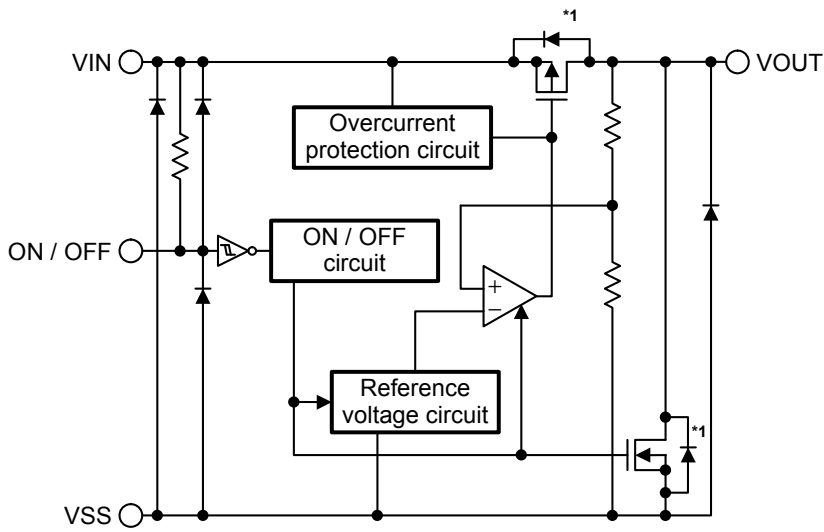 *1
VIN
VOUT
Overcurrent
protection circuit
ON / OFF
ON / OFF
circuit
+
−
Reference
voltage circuit
*1
VSS